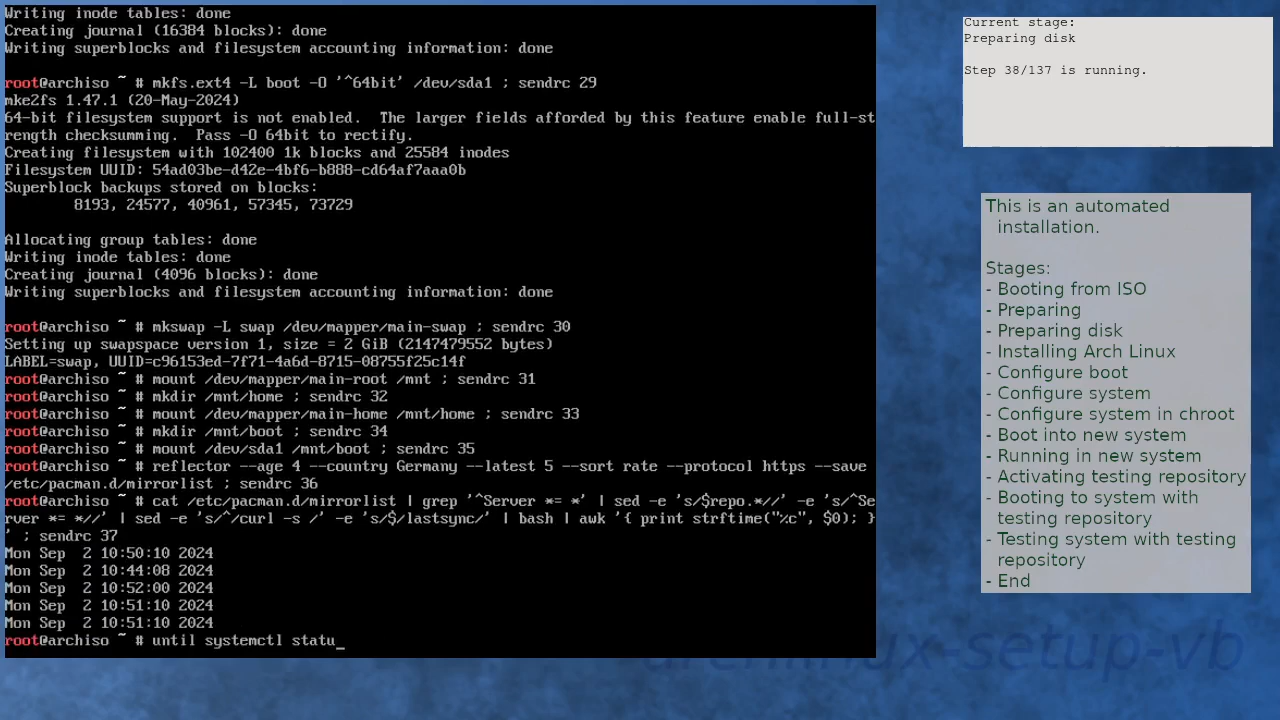 Writing inode tables: done
Creating journal (16384 blocks): done
Writing superblocks and filesystem accounting information: done
root@archiso ~ # mkfs.ext4 -L boot -O '^64bit' /dev/sda1 ; sendrc 29
mke2fs 1.47.1 (20-May-2024)
64-bit filesystem support is not enabled.  The larger fields afforded by this feature enable full-st
rength checksumming.  Pass -O 64bit to rectify.
Creating filesystem with 102400 1k blocks and 25584 inodes
Filesystem UUID: 54ad03be-d42e-4bf6-b888-cd64af7aaa0b
Superblock backups stored on blocks:
        8193, 24577, 40961, 57345, 73729
Allocating group tables: done
Writing inode tables: done
Creating journal (4096 blocks): done
Writing superblocks and filesystem accounting information: done
root@archiso ~ # mkswap -L swap /dev/mapper/main-swap ; sendrc 30
Setting up swapspace version 1, size = 2 GiB (2147479552 bytes)
LABEL=swap, UUID=c96153ed-7f71-4a6d-8715-08755f25c14f
root@archiso ~ # mount /dev/mapper/main-root /mnt ; sendrc 31
root@archiso ~ # mkdir /mnt/home ; sendrc 32
root@archiso ~ # mount /dev/mapper/main-home /mnt/home ; sendrc 33
root@archiso ~ # mkdir /mnt/boot ; sendrc 34
root@archiso ~ # mount /dev/sda1 /mnt/boot ; sendrc 35
root@archiso ~ # reflector --age 4 --country Germany --latest 5 --sort rate --protocol https --save
/etc/pacman.d/mirrorlist ; sendrc 36
root@archiso ~ # cat /etc/pacman.d/mirrorlist | grep '^Server *= *' | sed -e 's/$repo.*//' -e 's/^Se
rver *= *//' | sed -e 's/^/curl -s /' -e 's/$/lastsync/' | bash | awk '{ print strftime("%c", $0); }
' ; sendrc 37
Mon Sep  2 10:50:10 2024
Mon Sep  2 10:44:08 2024
Mon Sep  2 10:52:00 2024
Mon Sep  2 10:51:10 2024
Mon Sep  2 10:51:10 2024
root@archiso ~ # until systemctl statu_
Current stage:
Preparing disk
Step 38/137 is running.
This is an automated
installation.
Stages:
- Booting from ISO
- Preparing
- Preparing disk
- Installing Arch Linux
- Configure boot
- Configure system
- Configure system in chroot
- Boot into new system
- Running in new system
- Activating testing repository
- Booting to system with
testing repository
- Testing system with testing
repository
- End
archlinux-setup-vb